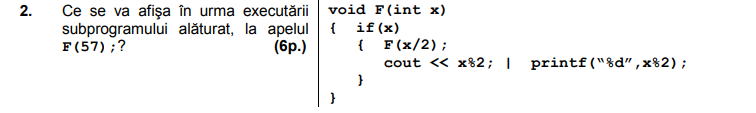 2. Ce se va afişa în urma executării
subprogramului alăturat, la apelul
F(57);? (6p.)
void F(int x)
{ if(x)
{ F(x/2);
cout << x%2; | printf("%d",x%2);
}
}